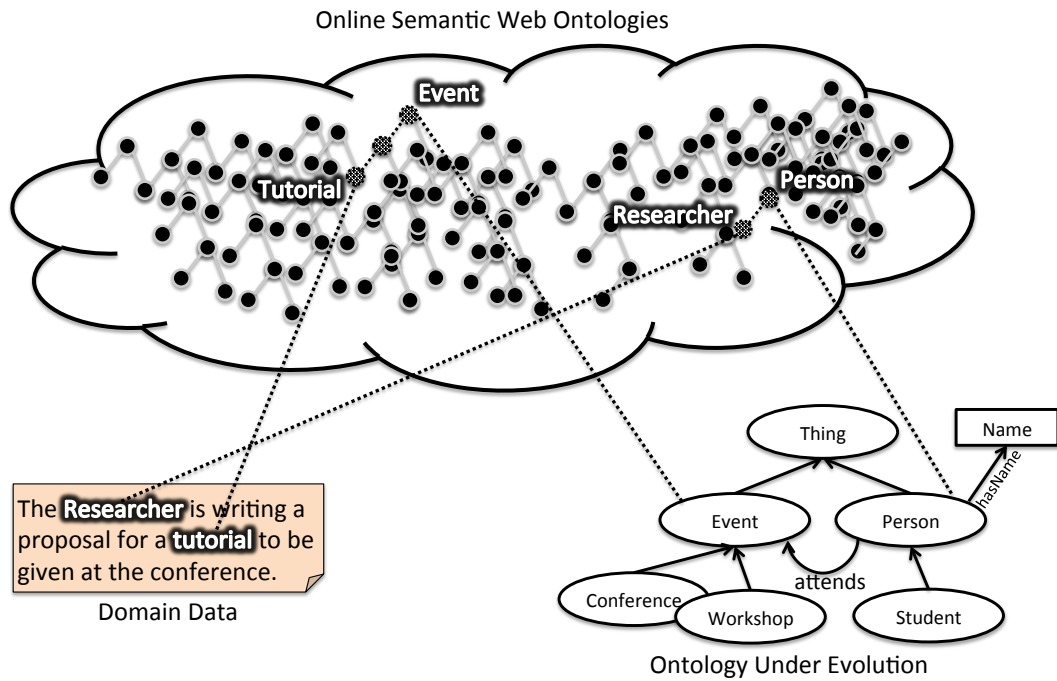 Online Semantic Web Ontologies
Event
Tutorial
Person
Researcher
Thing
Name
hasName
The Researcher is writing a
proposal for a tutorial to be
given at the conference.
Domain Data
Event
Person
attends
Conference
Workshop
Student
Ontology Under Evolution